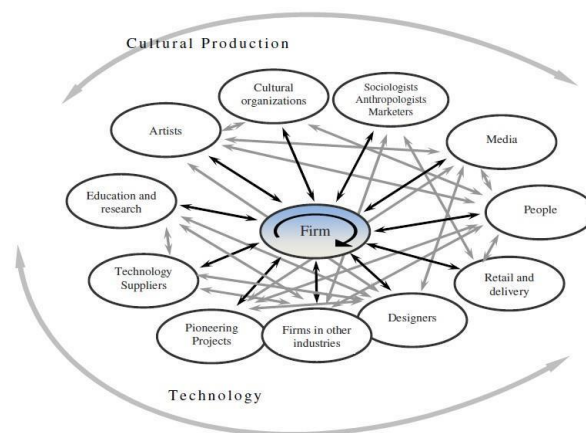 Cultural Production
Cultural
organizations
Sociologists
Anthropologists
Marketers
Artists
Media
Education and
research
People
Firm
Technology
Suppliers
Retail and
delivery
Pioneering
Projects
Firms in other
industries
Designers
Technology